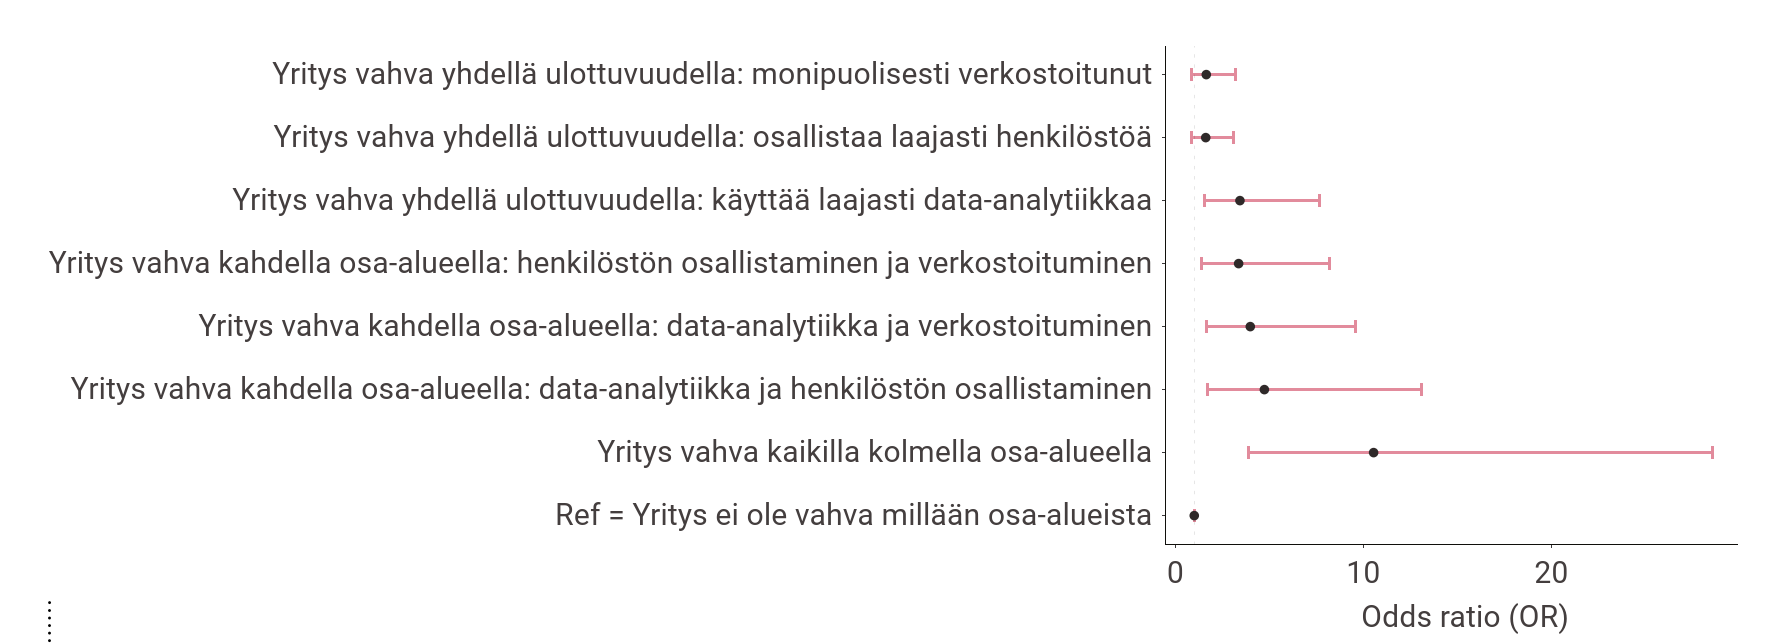 Yritys vahva yhdellä ulottuvuudella: monipuolisesti verkostoitunut
Yritys vahva yhdellä ulottuvuudella: osallistaa laajasti henkilöstöä
Yritys vahva yhdellä ulottuvuudella: käyttää laajasti data-analytiikkaa
Yritys vahva kahdella osa-alueella: henkilöstön osallistaminen ja verkostoituminen
Yritys vahva kahdella osa-alueella: data-analytiikka ja verkostoituminen
Yritys vahva kahdella osa-alueella: data-analytiikka ja henkilöstön osallistaminen
Yritys vahva kaikilla kolmella osa-alueella
Ref = Yritys ei ole vahva millään osa-alueista
0 10 20
Odds ratio (OR)